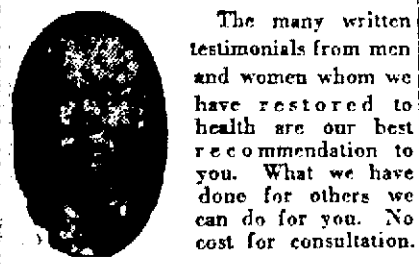 The many written
testimonials from men
and women whom we
have restored to
health are our best
recommendation to
you. What we have
done for others we
can do for you. No
cost for consultation.